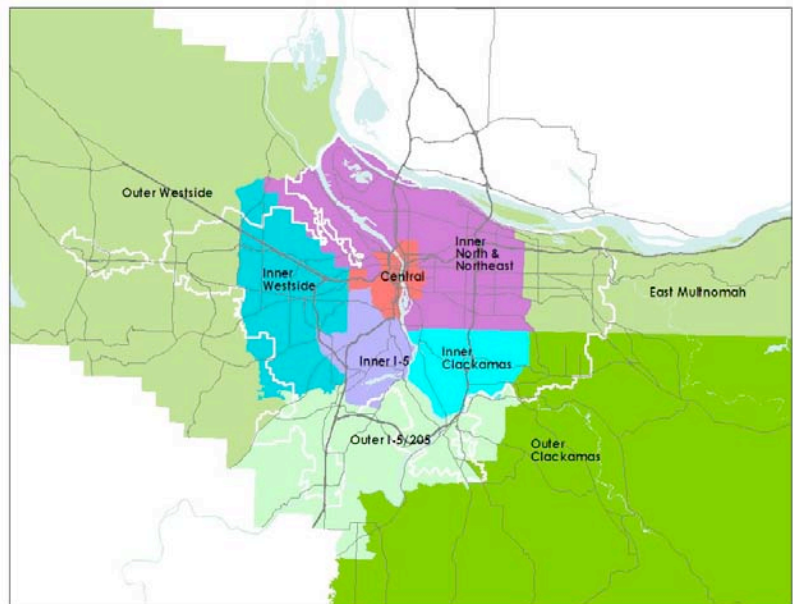 Outer Westside
Inner
North &
Northeast
Inner
Westside
Central
East Multnomah
Inner I-5
Inner
Clackamas
Outer I-5/205
Outer
Clackamas